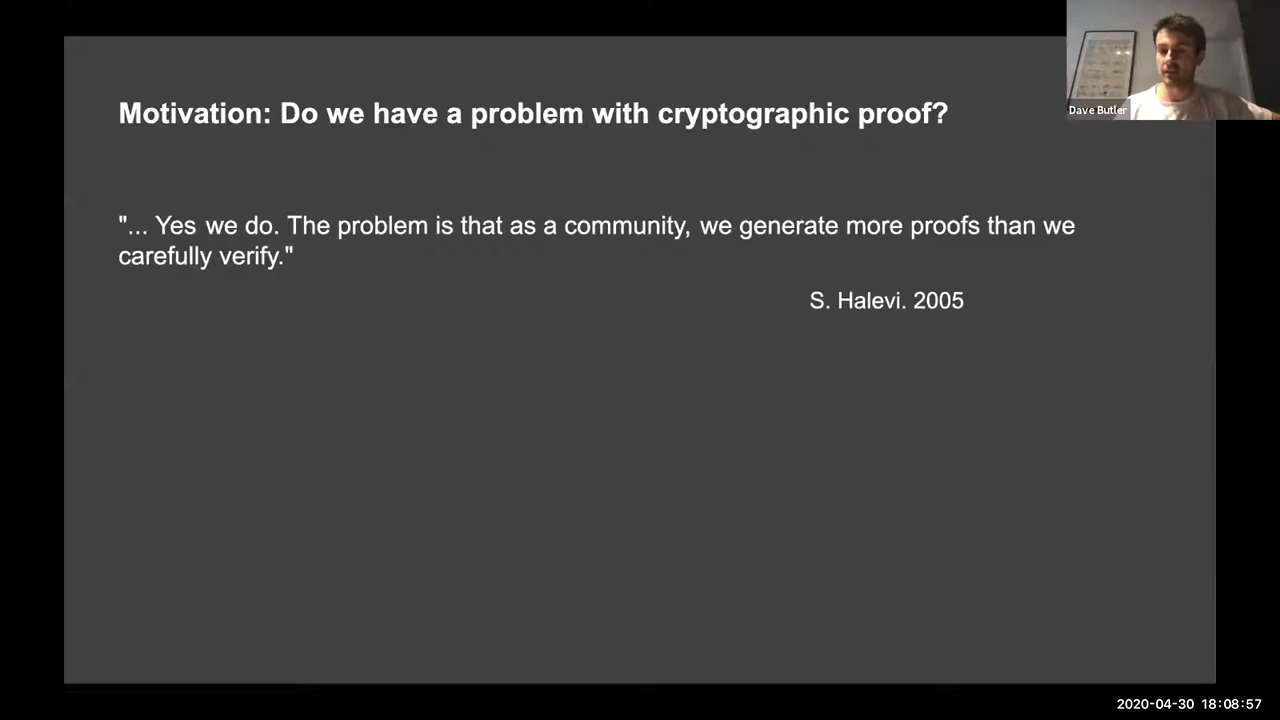 Motivation: Do we have a problem with cryptographic proof?
Dave Butler
"... Yes we do. The problem is that as a community, we generate more proofs than we
carefully verify."
S. Halevi. 2005
2020-04-30 18:08:57